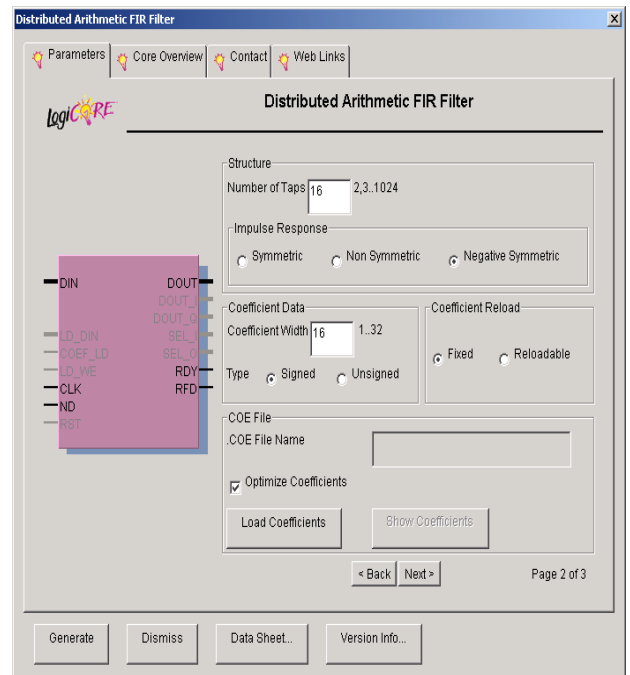 Distributed Arithmetic FIR Filter
Parameters Core Overview Contact Web Links
LogiCORE
Distributed Arithmetic FIR Filter
Structure
Number of Taps 16 2,3..1024
Impulse Response
Symmetric Non Symmetric Negative Symmetric
DIN DOUT
DOUT_I
DOUT_Q
LD_DIN SEL_I
COEF_LD SEL_Q
LD_WE RDY
CLK RFD
ND
RST
Coefficient Data
Coefficient Width 16 1..32
Type Signed Unsigned
Coefficient Reload
Fixed Reloadable
COE File
.COE File Name
Optimize Coefficients
Load Coefficients Show Coefficients
< Back Next > Page 2 of 3
Generate Dismiss Data Sheet... Version Info...